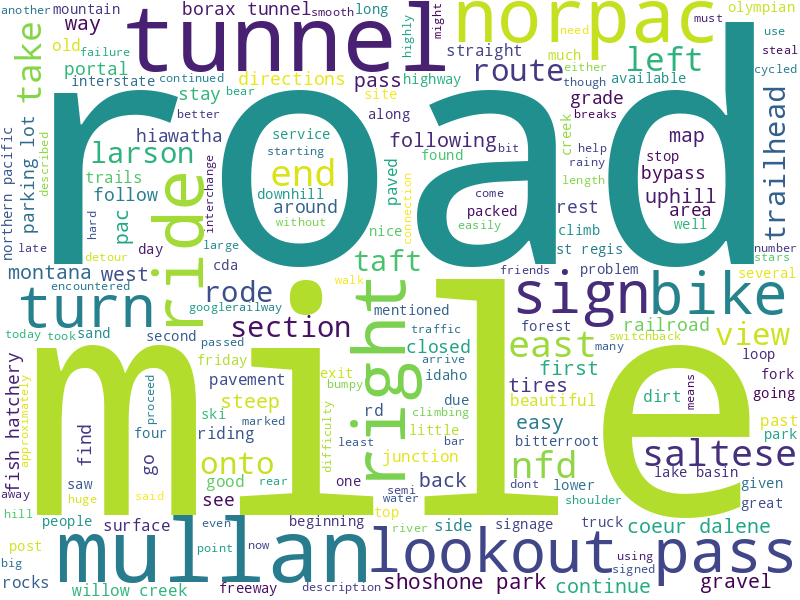 another
mountain
borax tunnel
smooth
long
tunnel
highly
might
norpac
must
olympian
use
steal
cycled
need
either
though
available
much
straight
highway
way
old
failure
bear
continued
portal
interstate
directions
pass
route
left
take
stay
better
site
along
grade
breaks
northern pacific
described
parking lot
hiawatha
service
starting
following
found
bit
creek
rainy
help
length
map
stop
bypass
uphill
area
well
trailhead
road
larson
trails
follow
end
downhill
around
without
interchange
paved
connection
nice
packed
easily
come
rest
climb
st regis
problem
number
stars
several
late
hard
pac
day
detour
large
ride
cda
taft
walk
friends
montana
west
encountered
rode
googlerailway
mentioned
traffic
sign
bike
turn
today
took
sand
second
passed
section
right
closed
arrive
forest
many
railroad
switchback
view
loop
friday
exit
bumpy
idaho
east
first
means
fork
going
fish hatchery
approximately
mile
proceed
pavement
steep
ski
marked
due
climbing
little
bar
tires
beautiful
easy
bitterroot
dirt
past
park
find
four
riding
difficulty
least
junction
rd
nfd
saltese
lake basin
saw
go
onto
good
rear
see
one
semi
water
back
dont
lower
shoulder
given
great
away
huge
said
hill
people
surface
even
beginning
top
river
side
signage
truck
coeur dalene
post
point
now
mullan
lookout pass
using
signed
big
rocks
willow creek
freeway
description
shoshone park
continue
gravel